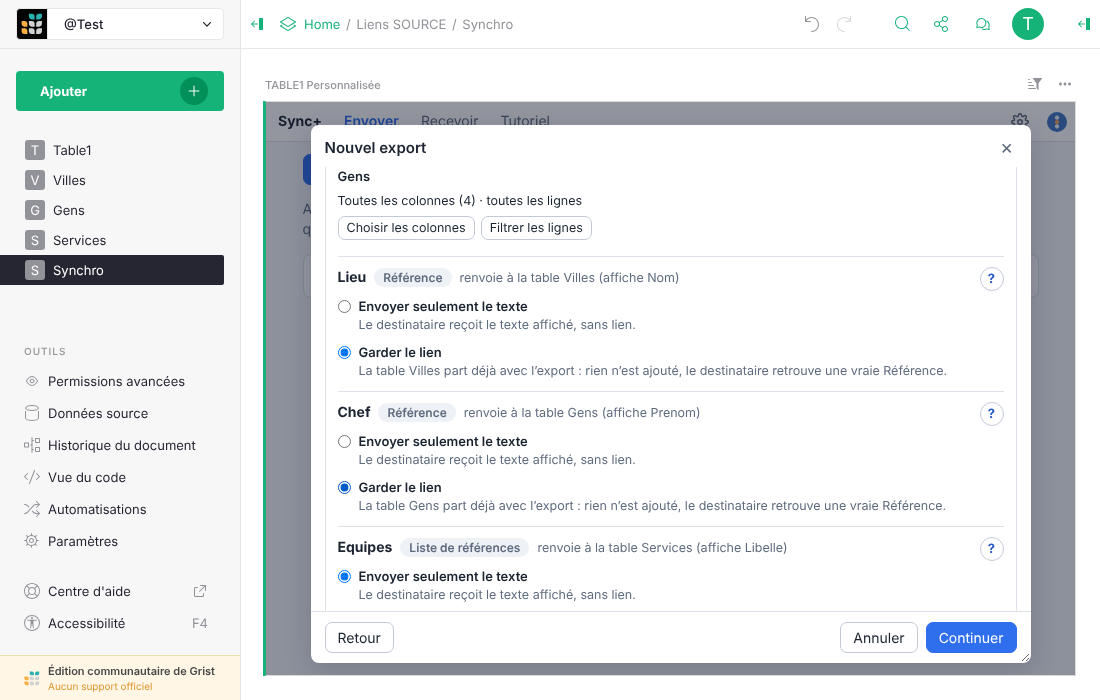 @Test
Home / Liens SOURCE / Synchro
T
Ajouter
T Table1
V Villes
G Gens
S Services
S Synchro
OUTILS
Permissions avancées
Données source
Historique du document
Vue du code
Automatisations
Paramètres
Centre d'aide
Accessibilité F4
Édition communautaire de Grist
Aucun support officiel
TABLE1 Personnalisée
Sync+ Envoyer Recevoir Tutoriel
A
q
Nouvel export
Gens
Toutes les colonnes (4) · toutes les lignes
Choisir les colonnes Filtrer les lignes
Lieu Référence renvoie à la table Villes (affiche Nom) ?
Envoyer seulement le texte
Le destinataire reçoit le texte affiché, sans lien.
Garder le lien
La table Villes part déjà avec l’export : rien n’est ajouté, le destinataire retrouve une vraie Référence.
Chef Référence renvoie à la table Gens (affiche Prenom) ?
Envoyer seulement le texte
Le destinataire reçoit le texte affiché, sans lien.
Garder le lien
La table Gens part déjà avec l’export : rien n’est ajouté, le destinataire retrouve une vraie Référence.
Equipes Liste de références renvoie à la table Services (affiche Libelle) ?
Envoyer seulement le texte
Le destinataire reçoit le texte affiché, sans lien.
Retour Annuler Continuer